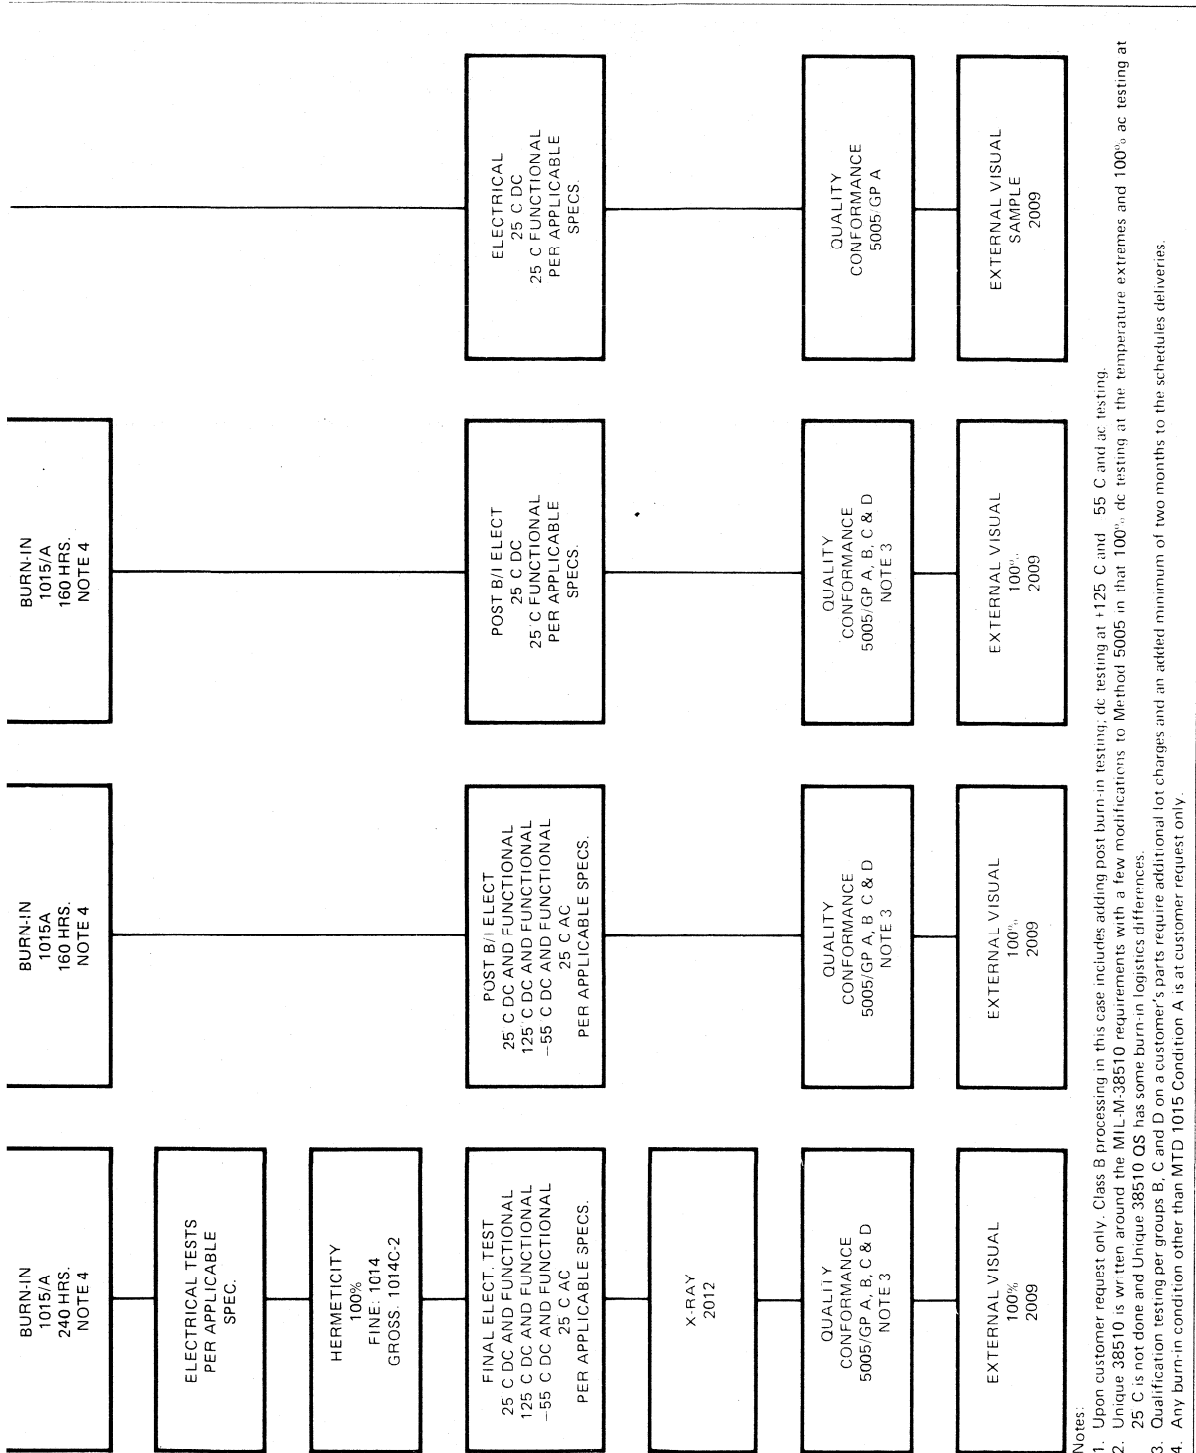 BURN-IN
1015/A
240 HRS.
NOTE 4
ELECTRICAL TESTS
PER APPLICABLE
SPEC.
HERMETICITY
100%
FINE: 1014
GROSS: 1014C-2
FINAL ELECT. TEST
25°C DC AND FUNCTIONAL
125°C DC AND FUNCTIONAL
−55°C DC AND FUNCTIONAL
25°C AC
PER APPLICABLE SPECS.
X-RAY
2012
QUALITY
CONFORMANCE
5005/GP A, B, C & D
NOTE 3
EXTERNAL VISUAL
100%
2009
BURN-IN
1015A
160 HRS.
NOTE 4
POST B/I ELECT
25°C DC AND FUNCTIONAL
125°C DC AND FUNCTIONAL
−55°C DC AND FUNCTIONAL
25°C AC
PER APPLICABLE SPECS.
QUALITY
CONFORMANCE
5005/GP A, B C & D
NOTE 3
EXTERNAL VISUAL
100%
2009
BURN-IN
1015/A
160 HRS.
NOTE 4
POST B/I ELECT
25°C DC
25°C FUNCTIONAL
PER APPLICABLE
SPECS.
QUALITY
CONFORMANCE
5005/GP A, B, C & D
NOTE 3
EXTERNAL VISUAL
100%
2009
ELECTRICAL
25°C DC
25°C FUNCTIONAL
PER APPLICABLE
SPECS.
QUALITY
CONFORMANCE
5005/GP A
EXTERNAL VISUAL
SAMPLE
2009
Notes:
1. Upon customer request only. Class B processing in this case includes adding post burn-in testing; dc testing at +125 C and 55 C and ac testing.
2. Unique 38510 is written around the MIL-M-38510 requirements with a few modifications to Method 5005 in that 100% dc testing at the temperature extremes and 100% ac testing at
25°C is not done and Unique 38510 QS has some burn-in logistics differences.
3. Qualification testing per groups B, C and D on a customer's parts require additional lot charges and an added minimum of two months to the schedules deliveries.
4. Any burn-in condition other than MTD 1015 Condition A is at customer request only.